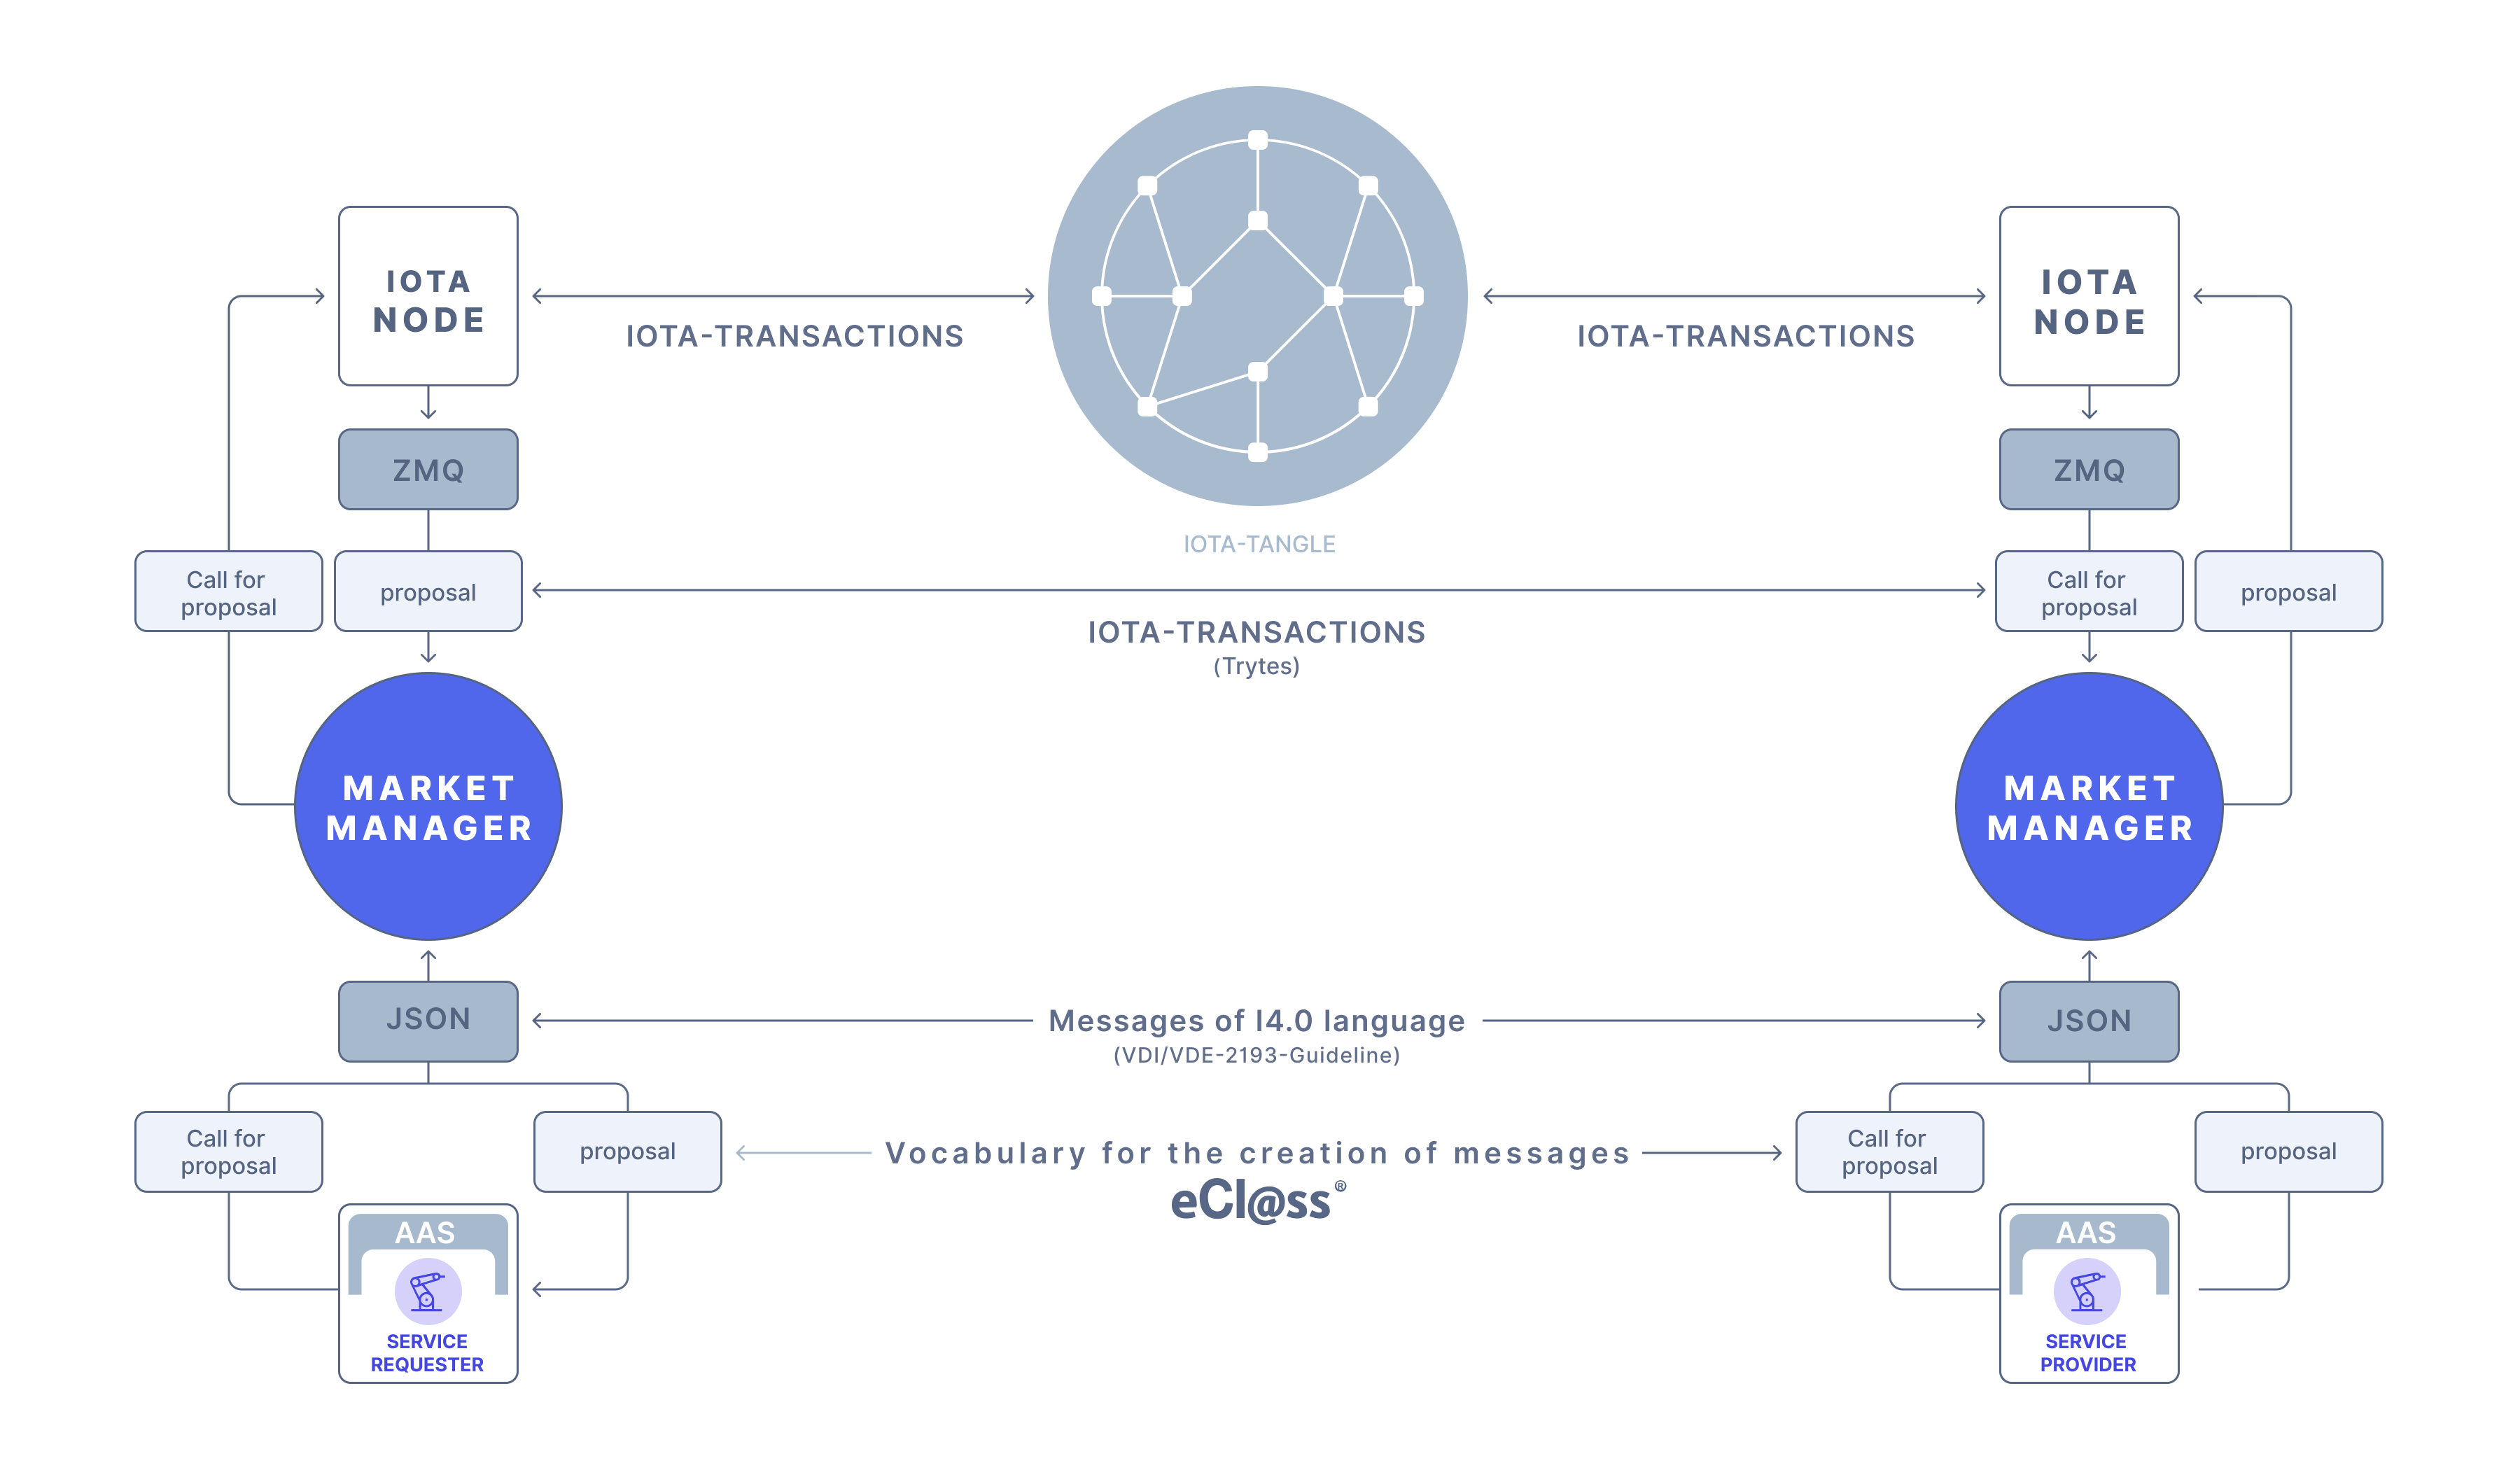 IOTA
NODE
IOTA-TRANSACTIONS
IOTA-TRANSACTIONS
IOTA
NODE
ZMQ
ZMQ
IOTA-TANGLE
Call for
proposal
proposal
Call for
proposal
proposal
IOTA-TRANSACTIONS
(Trytes)
MARKET
MANAGER
MARKET
MANAGER
JSON
Messages of I4.0 language
(VDI/VDE-2193-Guideline)
JSON
Call for
proposal
proposal
Vocabulary for the creation of messages
eCl@ss®
Call for
proposal
proposal
AAS
SERVICE
REQUESTER
AAS
SERVICE
PROVIDER